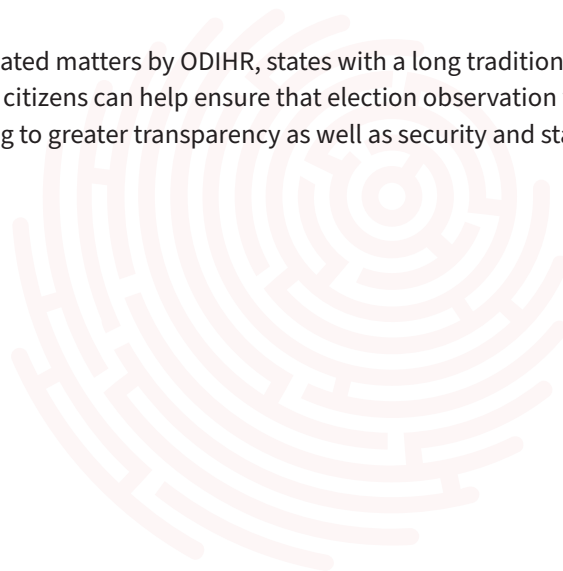 ated matters by ODIHR, states with a long tradition
citizens can help ensure that election observation
g to greater transparency as well as security and sta